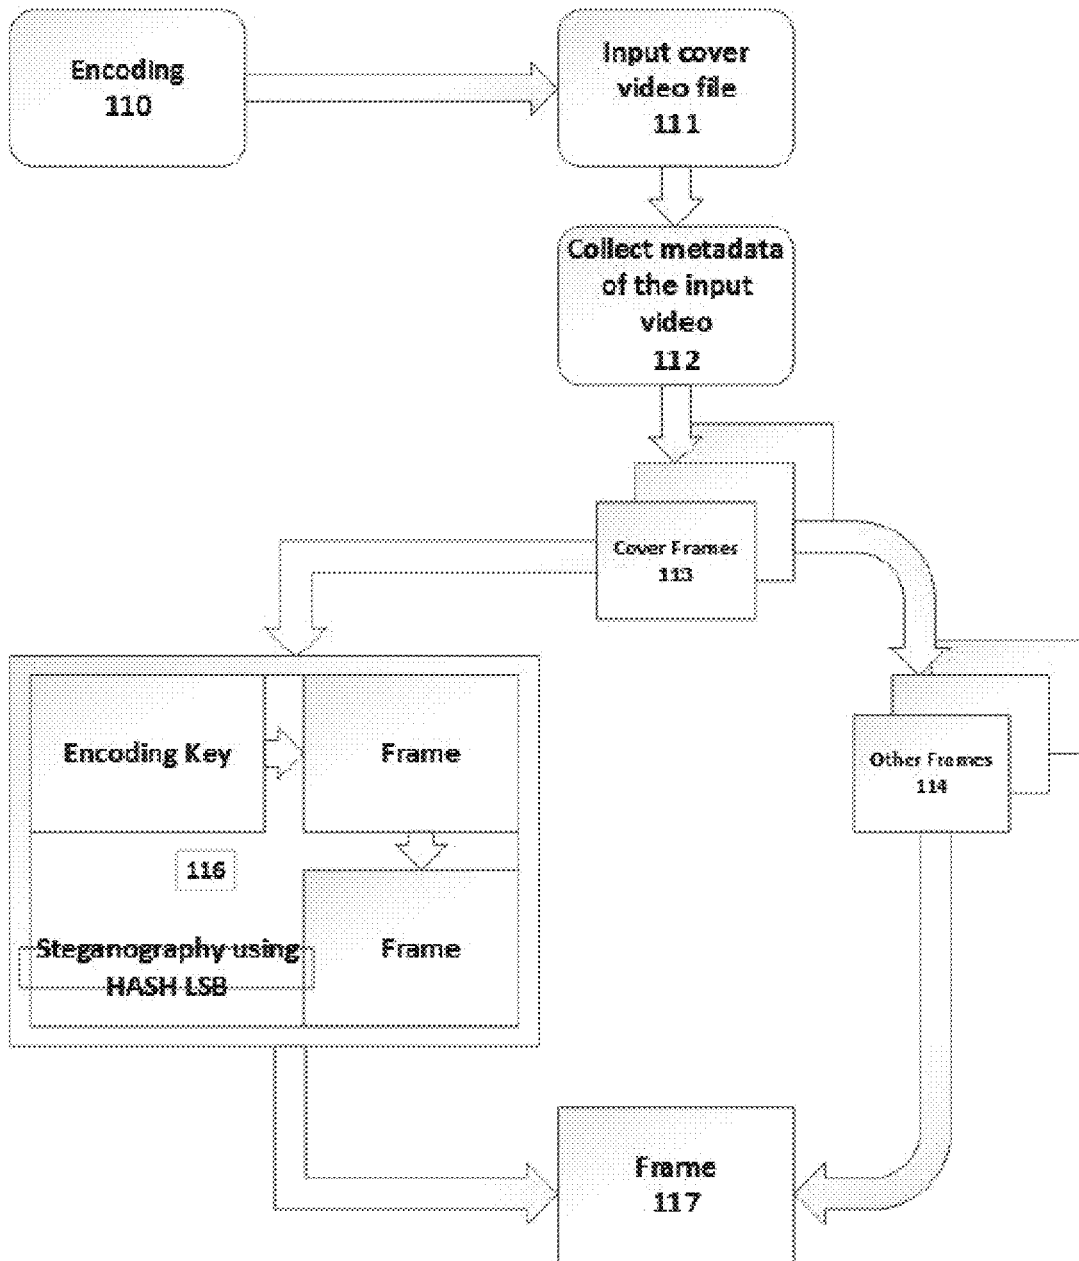 Encoding
110
Input cover
video file
111
Collect metadada
of the input
video
112
Cover Frames
113
Other Frames
114
Encoding Key
Frame
116
Steganography using
HASH LSB
Frame
Frame
117